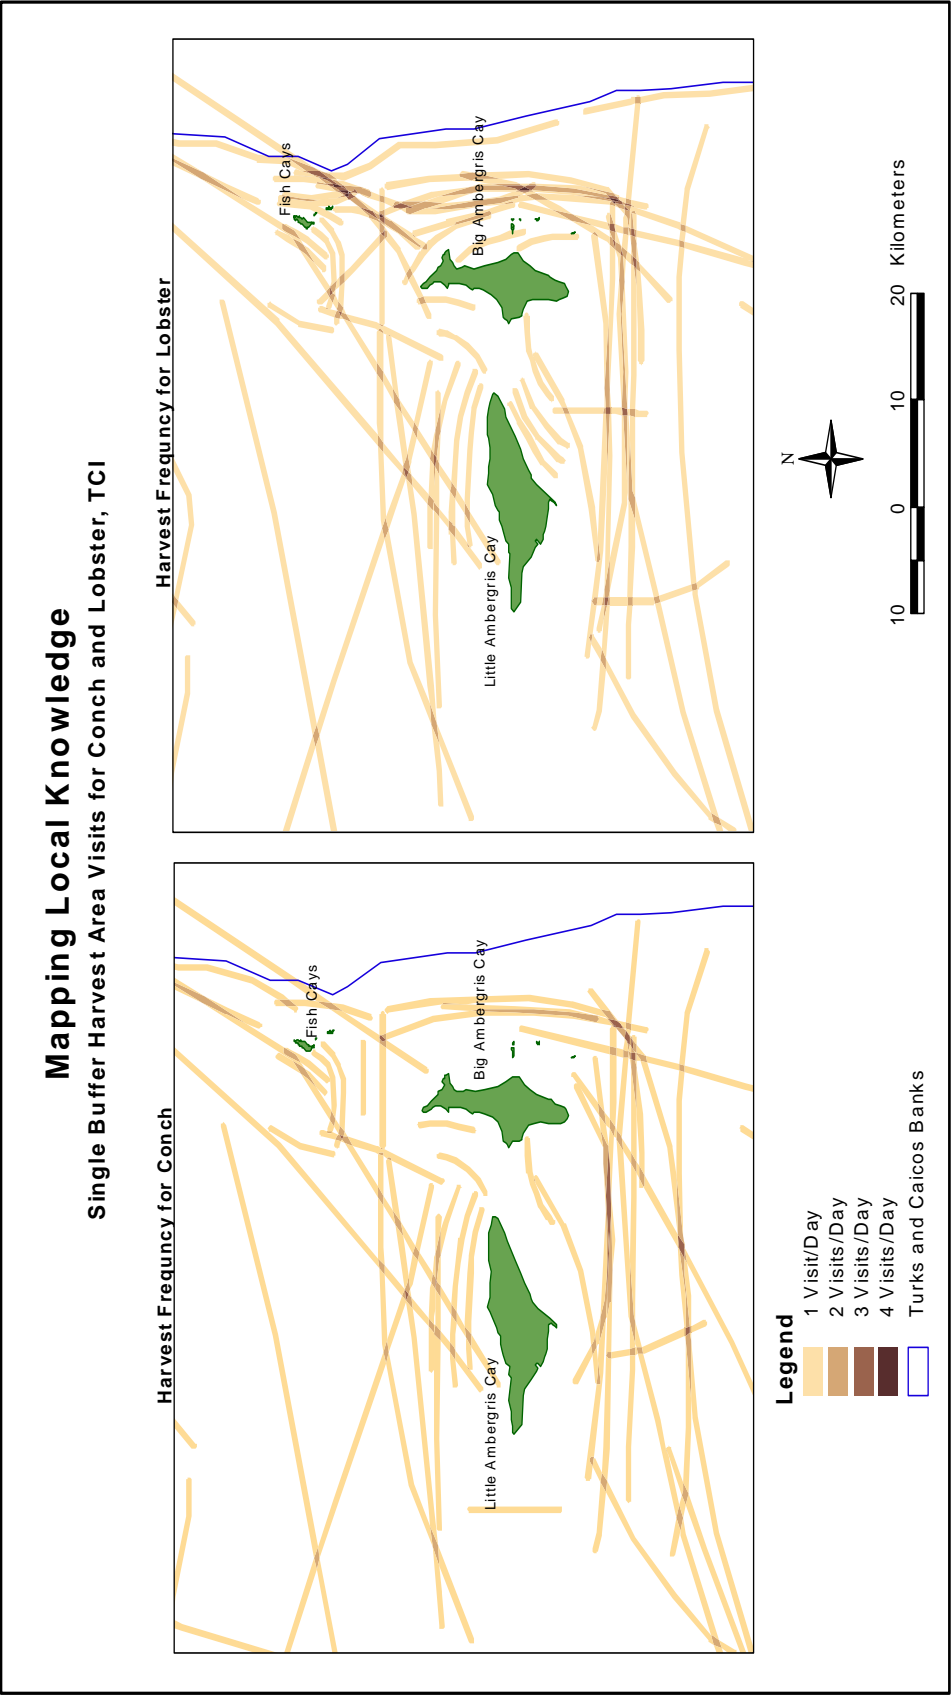 Mapping Local Knowledge
Single Buffer Harvest Area Visits for Conch and Lobster, TCI
Harvest Frequncy for Conch
Fish Cays
Big Ambergris Cay
Little Ambergris Cay
Harvest Frequncy for Lobster
Fish Cays
Big Ambergris Cay
Little Ambergris Cay
Legend
1 Visit/Day
2 Visits/Day
3 Visits/Day
4 Visits/Day
Turks and Caicos Banks
N
10 0 10 20 Kilometers